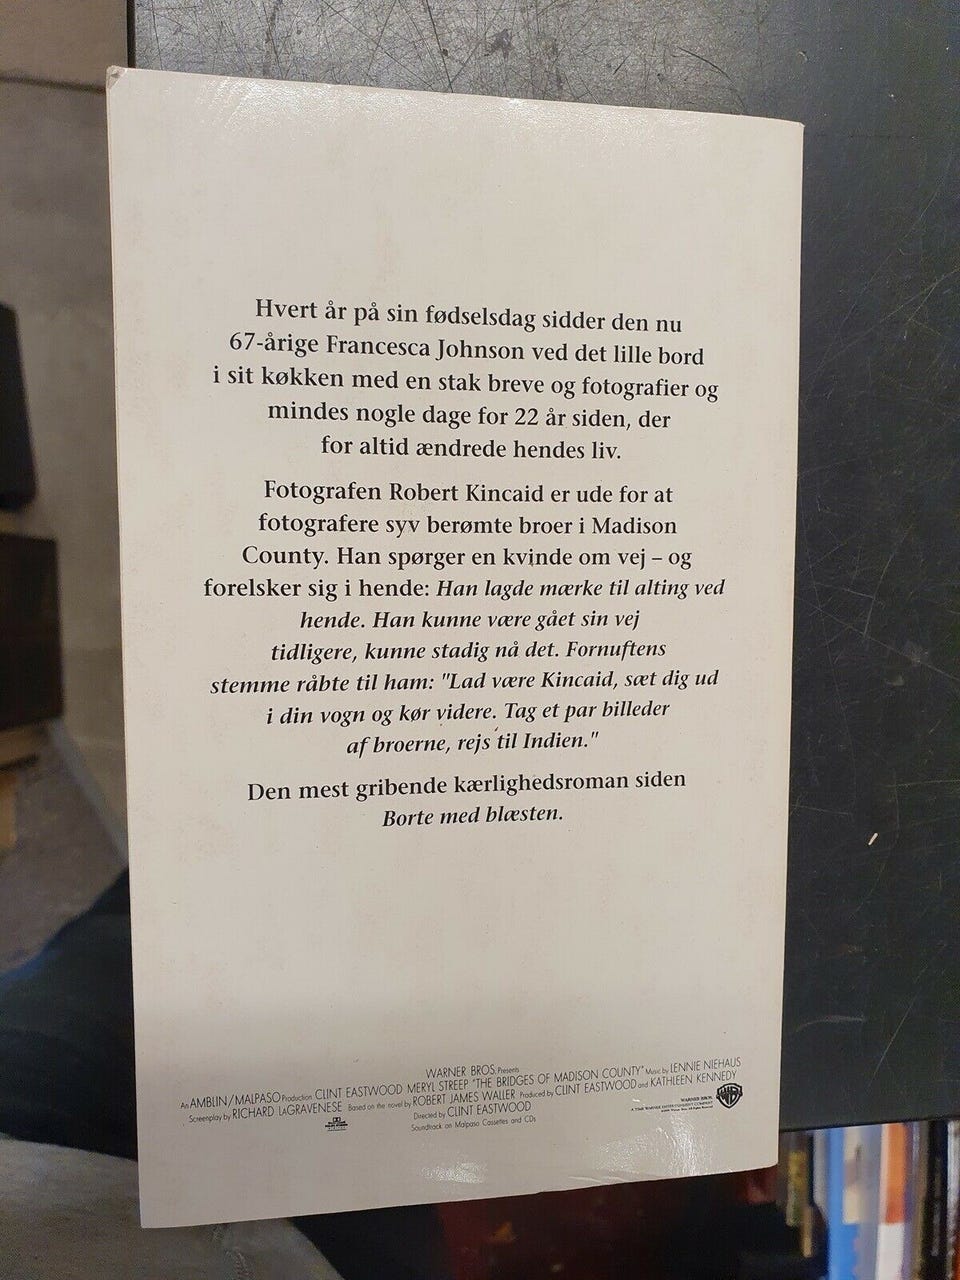 Hvert år på sin fødselsdag sidder den nu
67-årige Francesca Johnson ved det lille bord
i sit køkken med en stak breve og fotografier og
mindes nogle dage for 22 år siden, der
for altid ændrede hendes liv.
Fotografen Robert Kincaid er ude for at
fotografere syv berømte broer i Madison
County. Han spørger en kvinde om vej – og
forelsker sig i hende: Han lagde mærke til alting ved
hende. Han kunne være gået sin vej
tidligere, kunne stadig nå det. Fornuftens
stemme råbte til ham: "Lad være Kincaid, sæt dig ud
i din vogn og kør videre. Tag et par billeder
af broerne, rejs til Indien."
Den mest gribende kærlighedsroman siden
Borte med blæsten.
WARNER BROS. Presents
An AMBLIN/MALPASO Production CLINT EASTWOOD MERYL STREEP "THE BRIDGES OF MADISON COUNTY" Music by LENNIE NIEHAUS
Screenplay by RICHARD LaGRAVENESE Based on the novel by ROBERT JAMES WALLER Produced by CLINT EASTWOOD and KATHLEEN KENNEDY
Directed by CLINT EASTWOOD
Soundtrack on Malpaso Cassettes and CDs
WARNER BROS.
A TIME WARNER ENTERTAINMENT COMPANY
WB